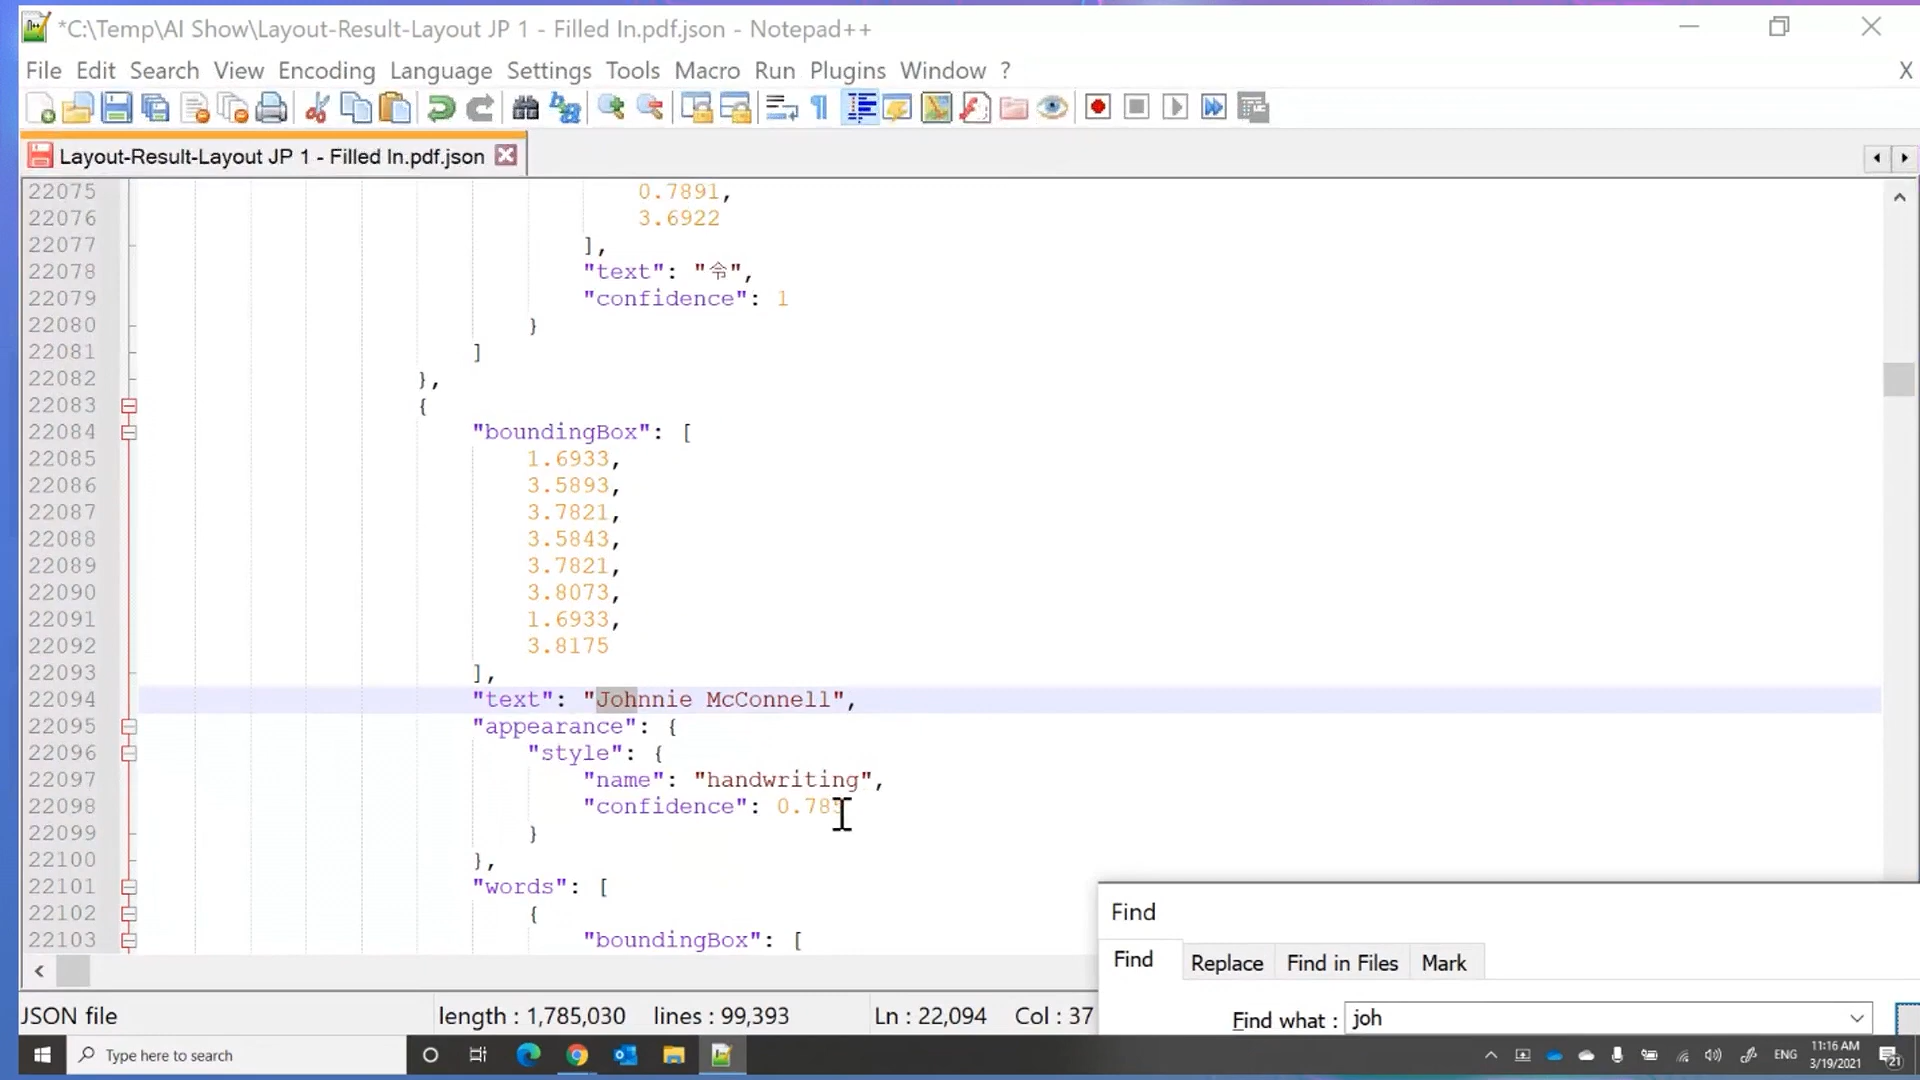 *C:\Temp\AI Show\Layout-Result-Layout JP 1 - Filled In.pdf.json - Notepad++
File Edit Search View Encoding Language Settings Tools Macro Run Plugins Window ? X
Layout-Result-Layout JP 1 - Filled In.pdf.json
22075 0.7891,
22076 3.6922
22077 ],
22078 "text": "令",
22079 "confidence": 1
22080 }
22081 ]
22082 },
22083 {
22084 "boundingBox": [
22085 1.6933,
22086 3.5893,
22087 3.7821,
22088 3.5843,
22089 3.7821,
22090 3.8073,
22091 1.6933,
22092 3.8175
22093 ],
22094 "text": "Johnnie McConnell",
22095 "appearance": {
22096 "style": {
22097 "name": "handwriting",
22098 "confidence":
22099 }
22100 },
22101 "words": [
22102 {
22103 "boundingBox": [
Find
Find Replace Find in Files Mark
Find what : joh
JSON file length : 1,785,030 lines : 99,393 Ln : 22,094 Col : 37
Type here to search
ENG
11:16 AM
3/19/2021
21